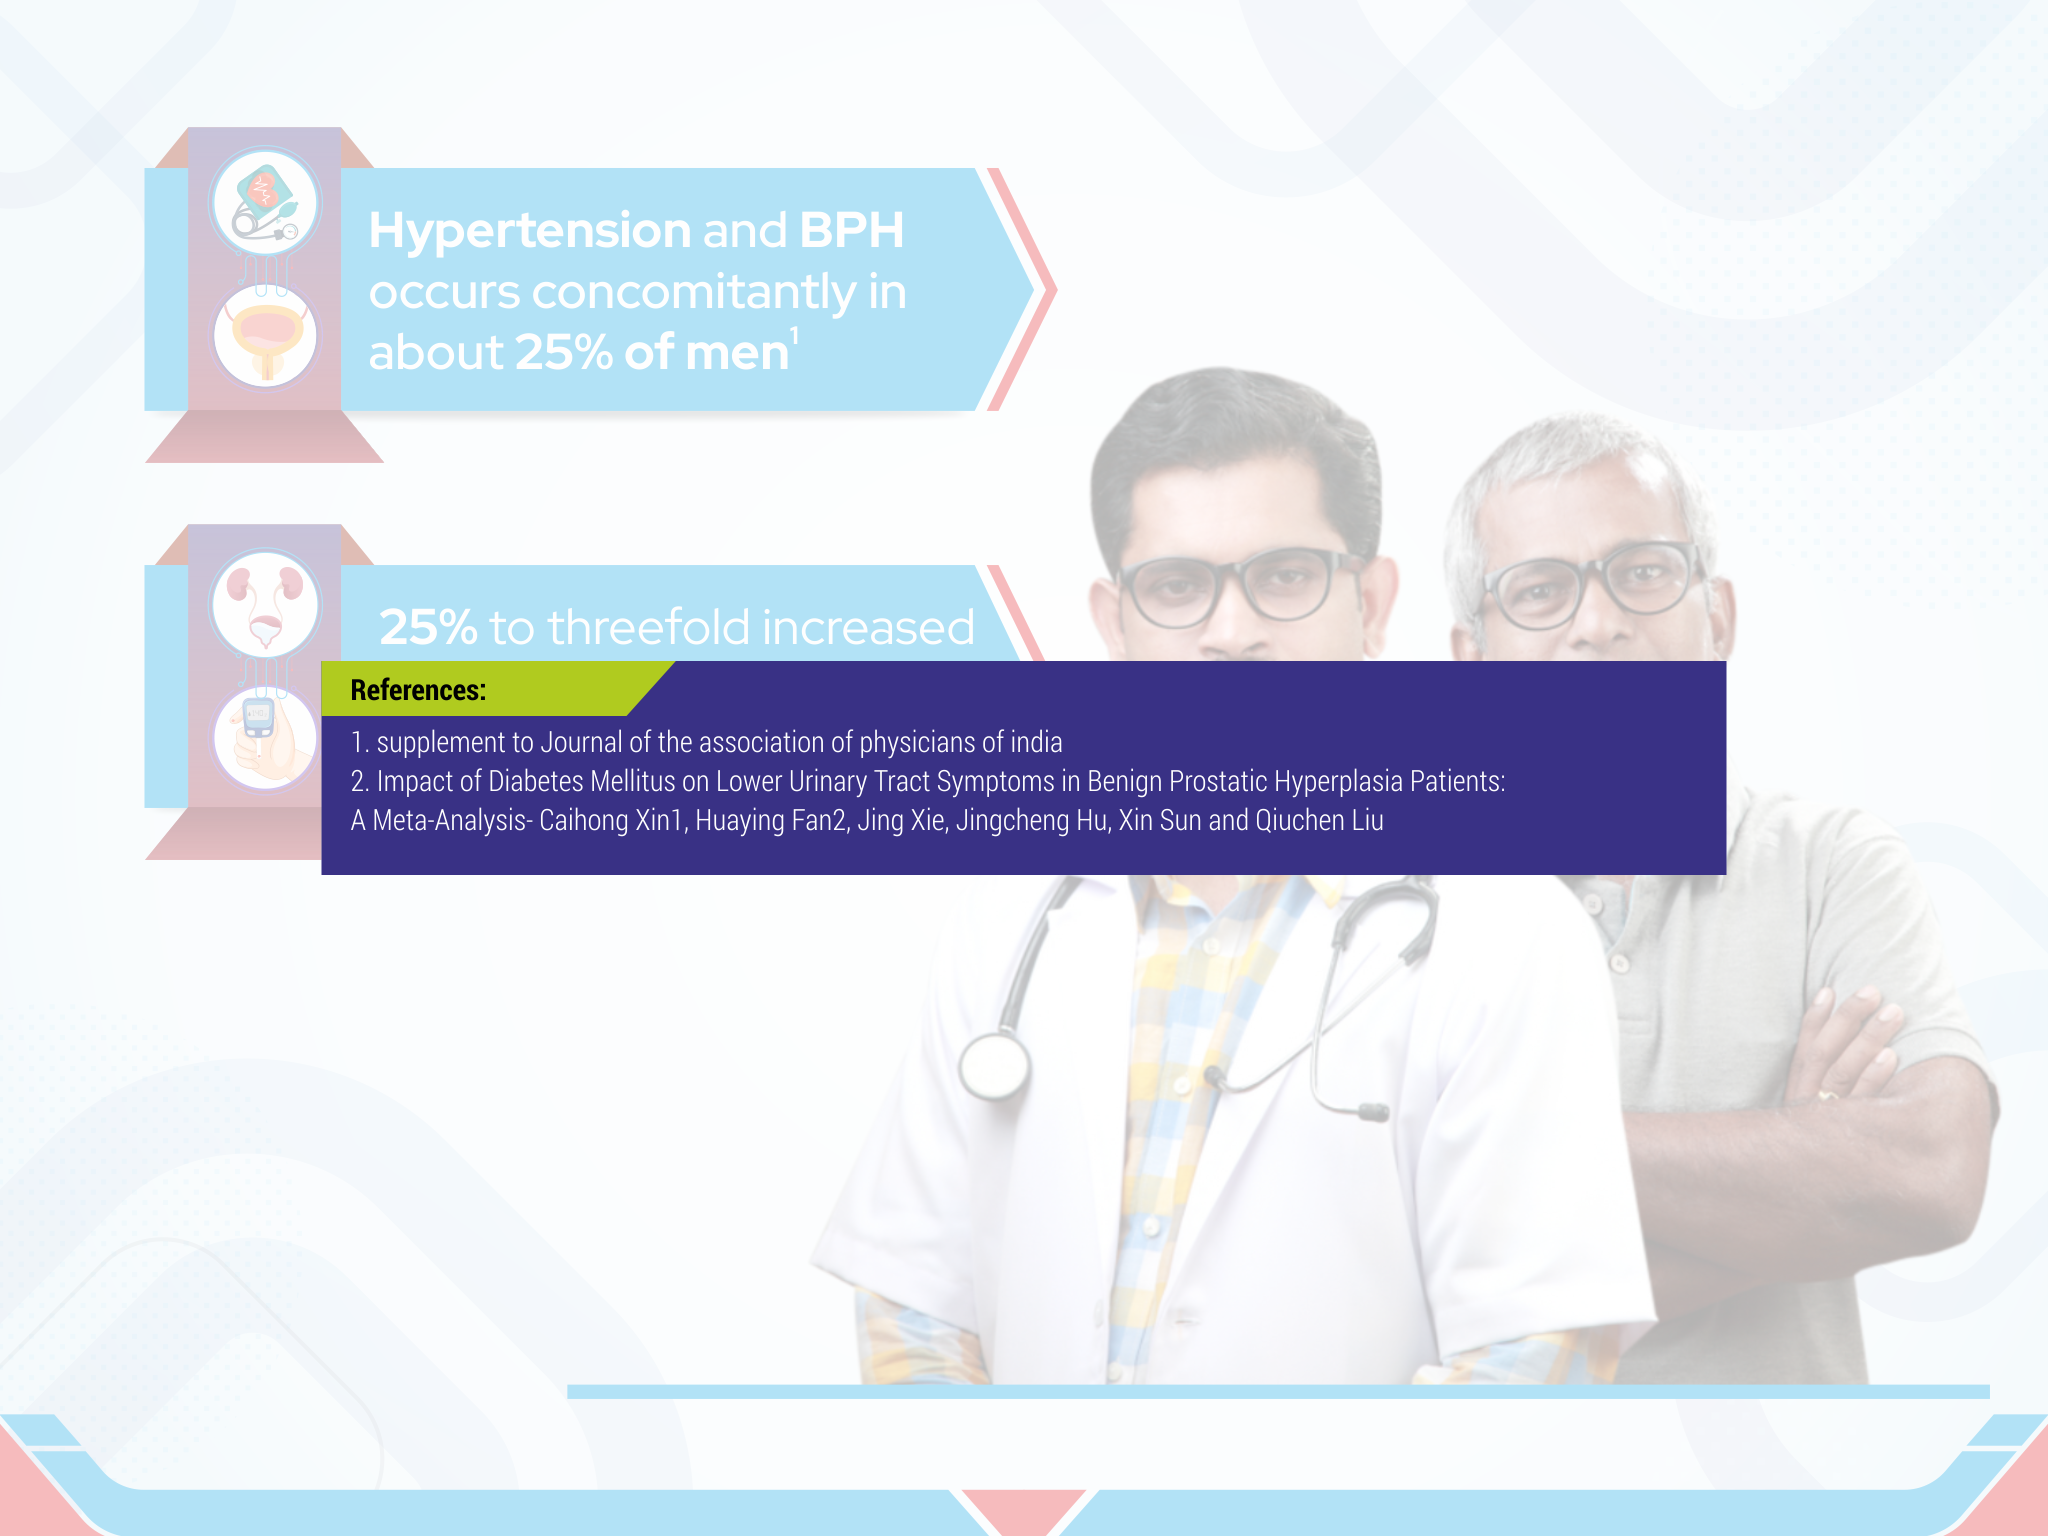 Hypertension and BPH
occurs concomitantly in
about 25% of men¹
25% to threefold increased
References:
1. supplement to Journal of the association of physicians of india
2. Impact of Diabetes Mellitus on Lower Urinary Tract Symptoms in Benign Prostatic Hyperplasia Patients:
A Meta-Analysis- Caihong Xin1, Huaying Fan2, Jing Xie, Jingcheng Hu, Xin Sun and Qiuchen Liu